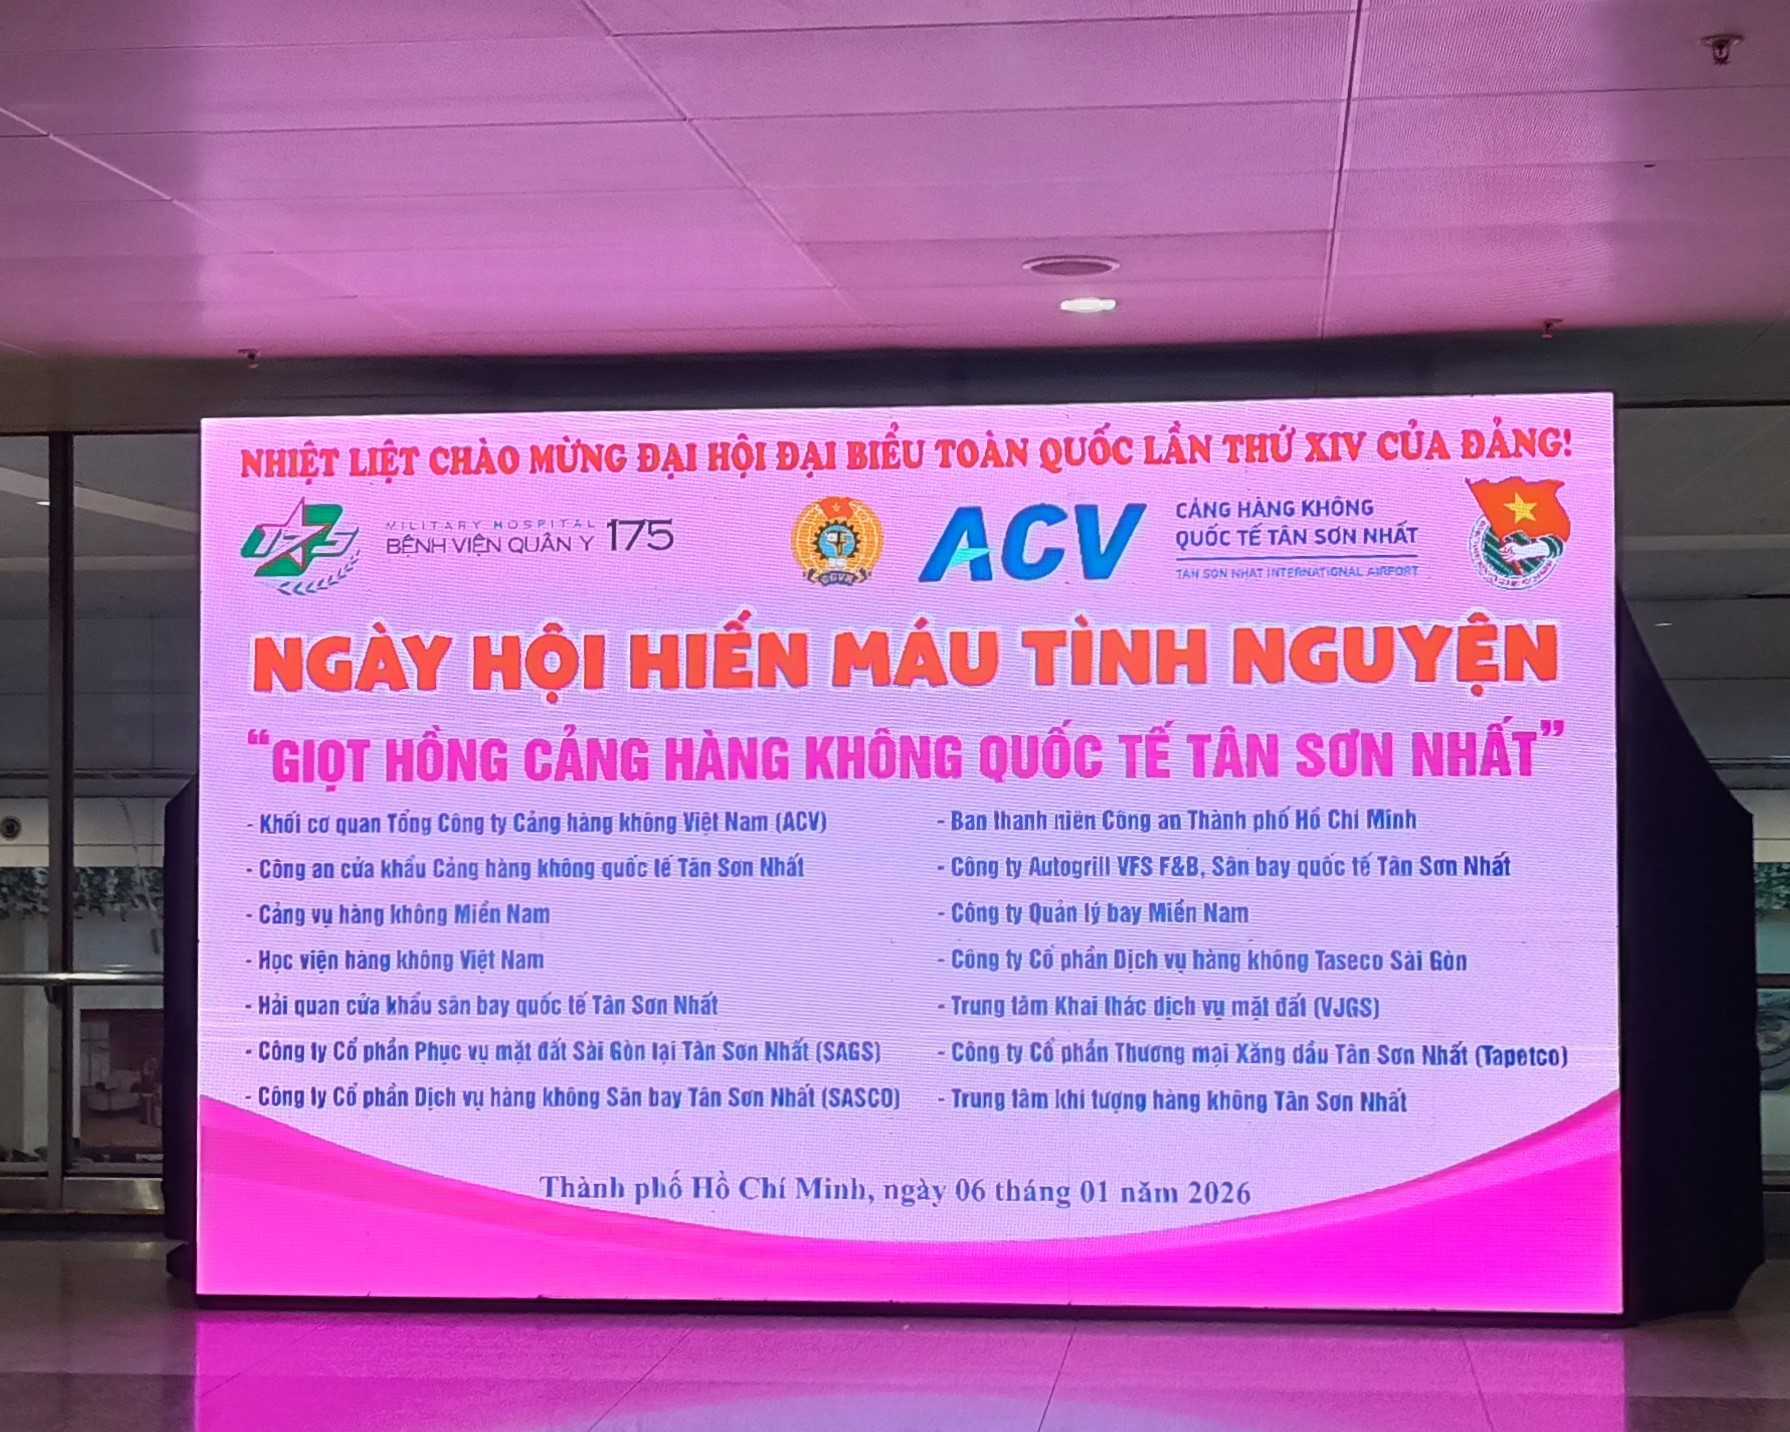 NHIỆT LIỆT CHÀO MỪNG ĐẠI HỘI ĐẠI BIỂU TOÀN QUỐC LẦN THỨ XIV CỦA ĐẢNG!
MILITARY HOSPITAL
BỆNH VIỆN QUÂN Y 175
ACV
CẢNG HÀNG KHÔNG
QUỐC TẾ TÂN SƠN NHẤT
TAN SON NHAT INTERNATIONAL AIRPORT
NGÀY HỘI HIẾN MÁU TÌNH NGUYỆN
“GIỌT HỒNG CẢNG HÀNG KHÔNG QUỐC TẾ TÂN SƠN NHẤT”
- Khối cơ quan Tổng Công ty Cảng hàng không Việt Nam (ACV)
- Công an cửa khẩu Cảng hàng không quốc tế Tân Sơn Nhất
- Cảng vụ hàng không Miền Nam
- Học viện hàng không Việt Nam
- Hải quan cửa khẩu sân bay quốc tế Tân Sơn Nhất
- Công ty Cổ phần Phục vụ mặt đất Sài Gòn tại Tân Sơn Nhất (SAGS)
- Công ty Cổ phần Dịch vụ hàng không Sân bay Tân Sơn Nhất (SASCO)
- Ban thanh niên Công an Thành phố Hồ Chí Minh
- Công ty Autogrill VFS F&B, Sân bay quốc tế Tân Sơn Nhất
- Công ty Quản lý bay Miền Nam
- Công ty Cổ phần Dịch vụ hàng không Taseco Sài Gòn
- Trung tâm Khai thác dịch vụ mặt đất (VJGS)
- Công ty Cổ phần Thương mại Xăng dầu Tân Sơn Nhất (Tapetco)
- Trung tâm khí tượng hàng không Tân Sơn Nhất
Thành phố Hồ Chí Minh, ngày 06 tháng 01 năm 2026